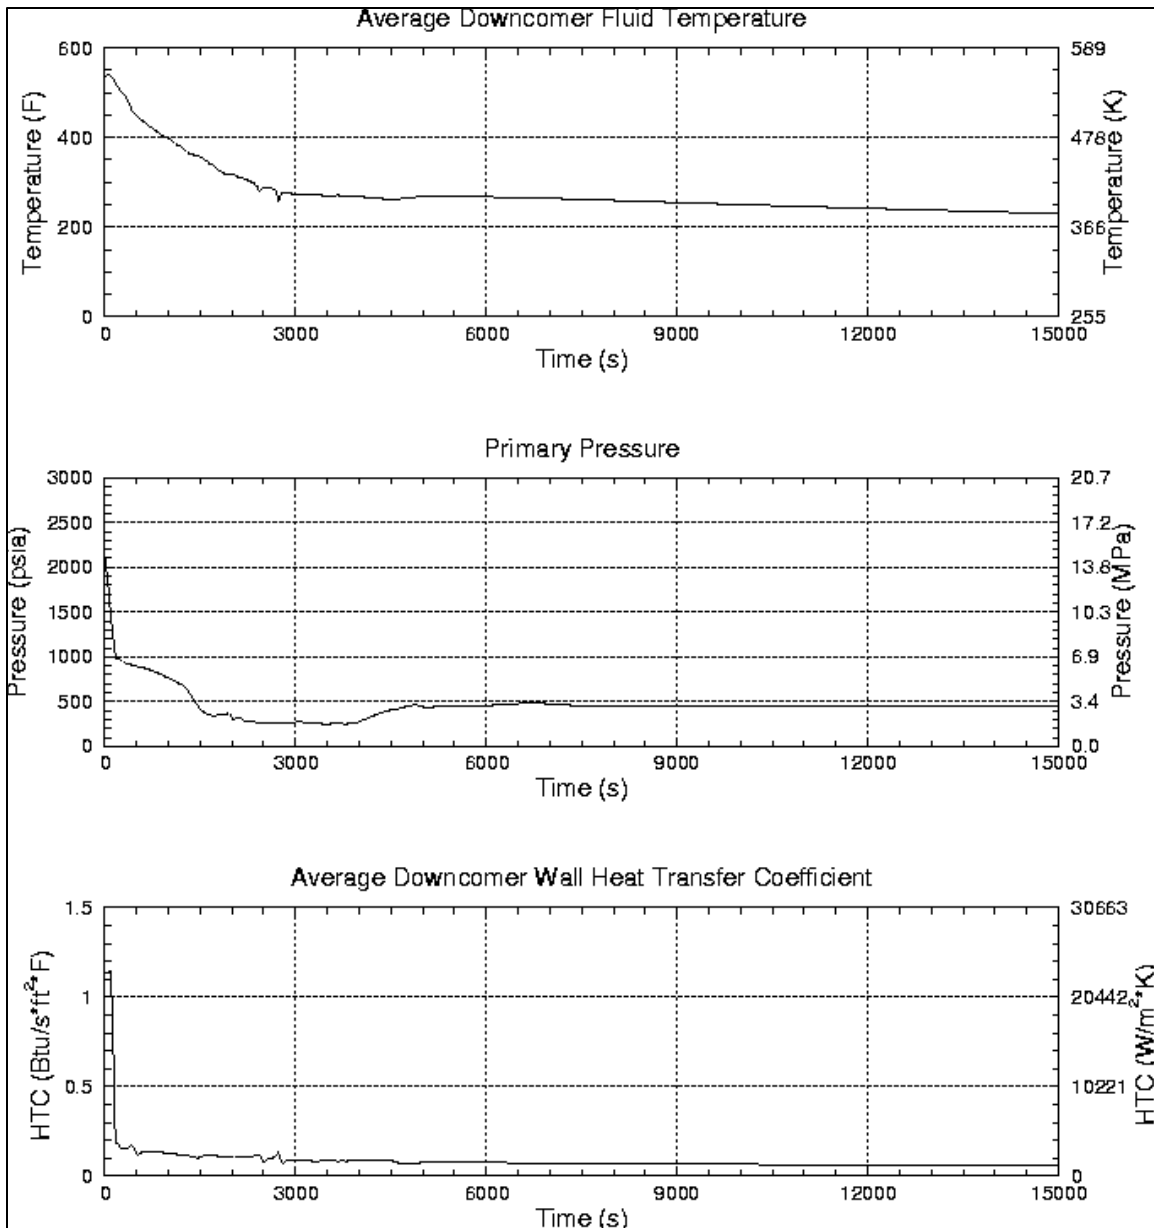 Average Downcomer Fluid Temperature
600
400
200
0
589
478
366
255
Temperature (F)
Temperature (K)
0 3000 6000 9000 12000 15000
Time (s)
Primary Pressure
3000
2500
2000
1500
1000
500
0
20.7
17.2
13.8
10.3
6.9
3.4
0.0
Pressure (psia)
Pressure (MPa)
0 3000 6000 9000 12000 15000
Time (s)
Average Downcomer Wall Heat Transfer Coefficient
1.5
1
0.5
0
30663
20442
10221
0
HTC (Btu/s*ft²*F)
HTC (W/m²*K)
0 3000 6000 9000 12000 15000
Time (s)